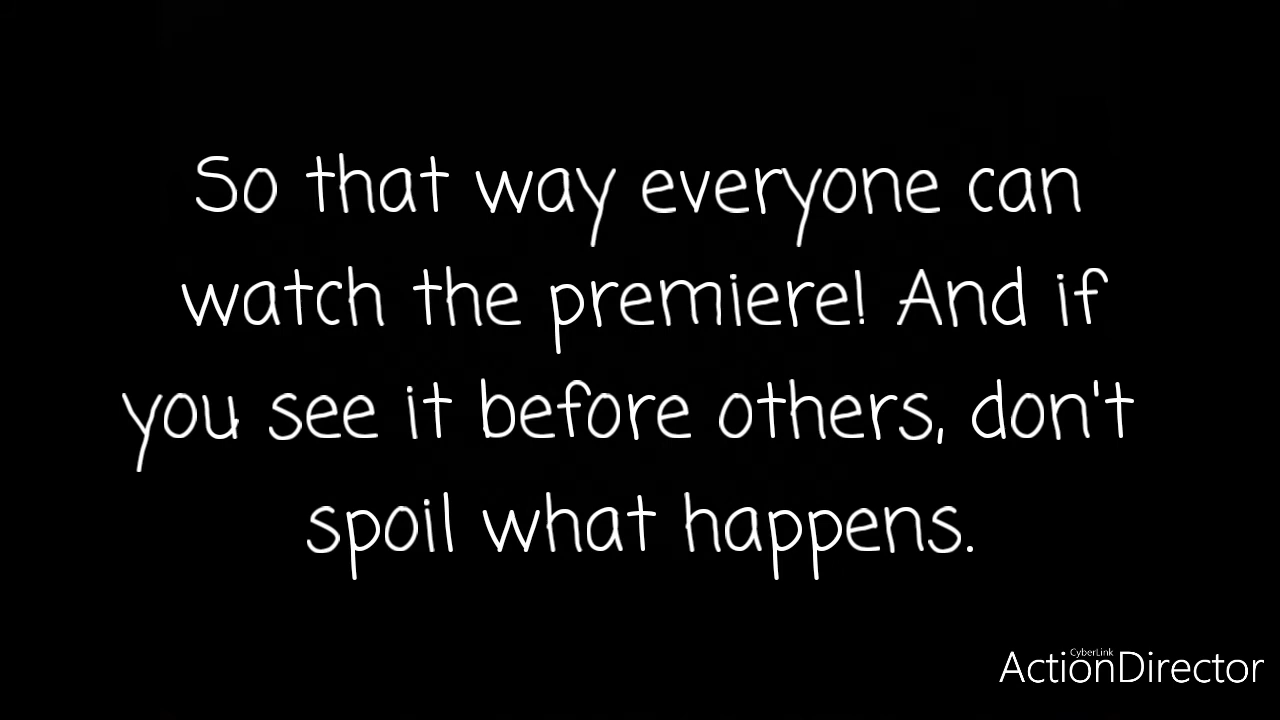 So that way everyone can
watch the premiere! And if
you see it before others, don't
spoil what happens.
CyberLink
ActionDirector